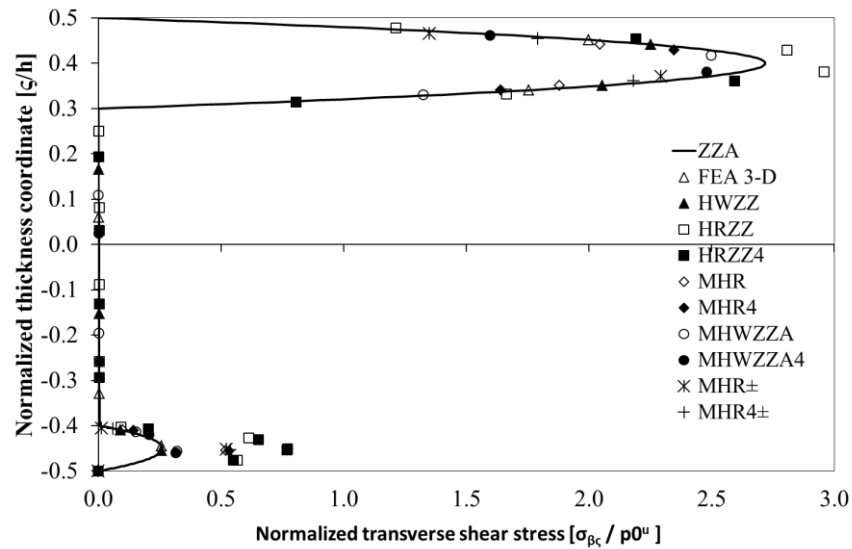 0.5
0.4
0.3
0.2
0.1
0.0
-0.1
-0.2
-0.3
-0.4
-0.5
Normalized thickness coordinate [ς/h]
ZZA
FEA 3-D
HWZZ
HRZZ
HRZZ4
MHR
MHR4
MHWZZA
MHWZZA4
MHR±
MHR4±
0.0 0.5 1.0 1.5 2.0 2.5 3.0
Normalized transverse shear stress [σβς / p0ᵘ ]